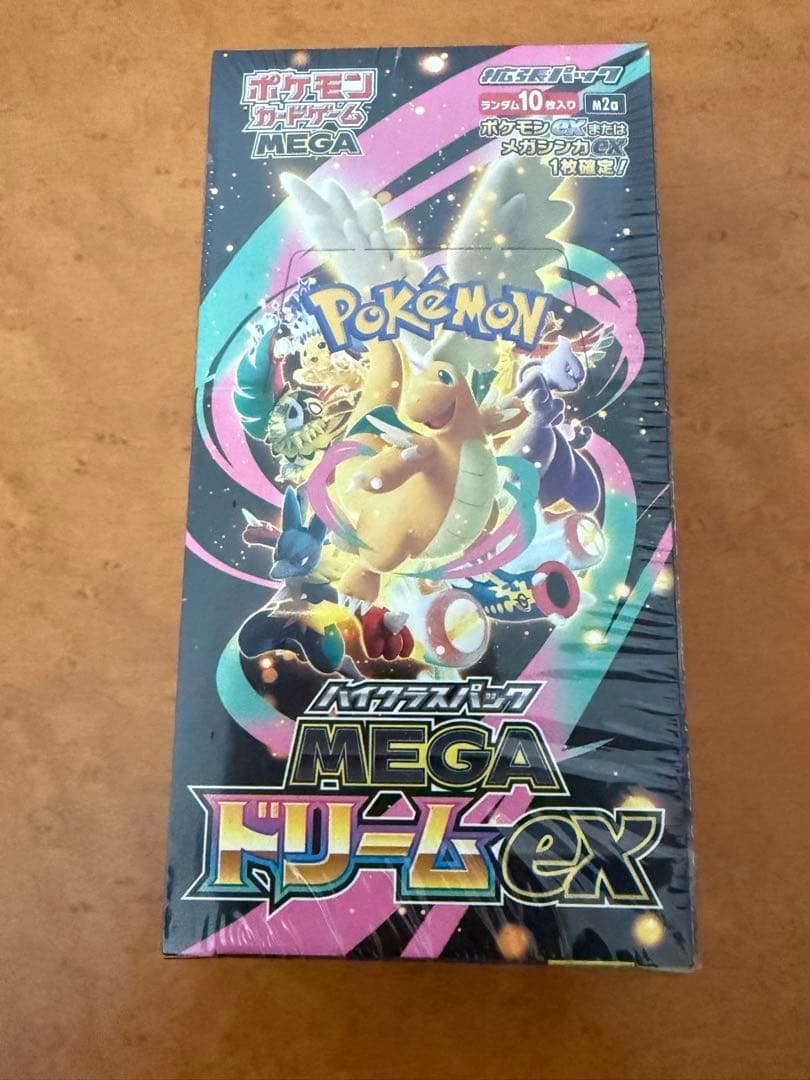 ポケモン
カードゲーム
MEGA
拡張パック
ランダム10枚入り M2a
ポケモンexまたは
メガシンカex
1枚確定!
POKéMON
ハイクラスパック
MEGA
ドリームex